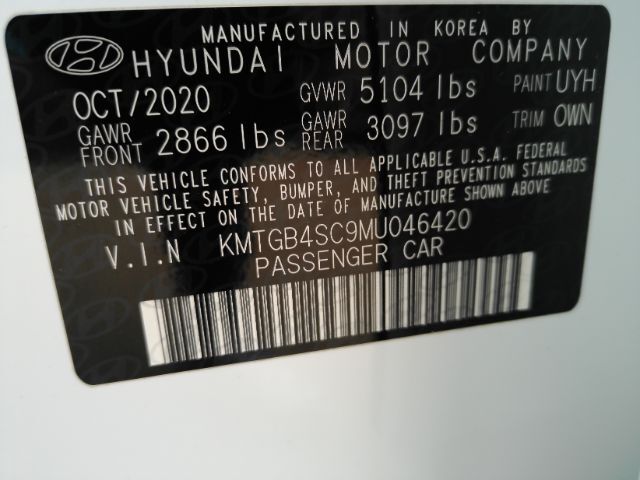 MANUFACTURED IN KOREA BY
HYUNDAI MOTOR COMPANY
OCT/2020 GVWR 5104 lbs PAINT UYH
GAWR FRONT 2866 lbs GAWR REAR 3097 lbs TRIM OWN
THIS VEHICLE CONFORMS TO ALL APPLICABLE U.S.A. FEDERAL
MOTOR VEHICLE SAFETY, BUMPER, AND THEFT PREVENTION STANDARDS
IN EFFECT ON THE DATE OF MANUFACTURE SHOWN ABOVE
V.I.N KMTGB4SC9MU046420
PASSENGER CAR